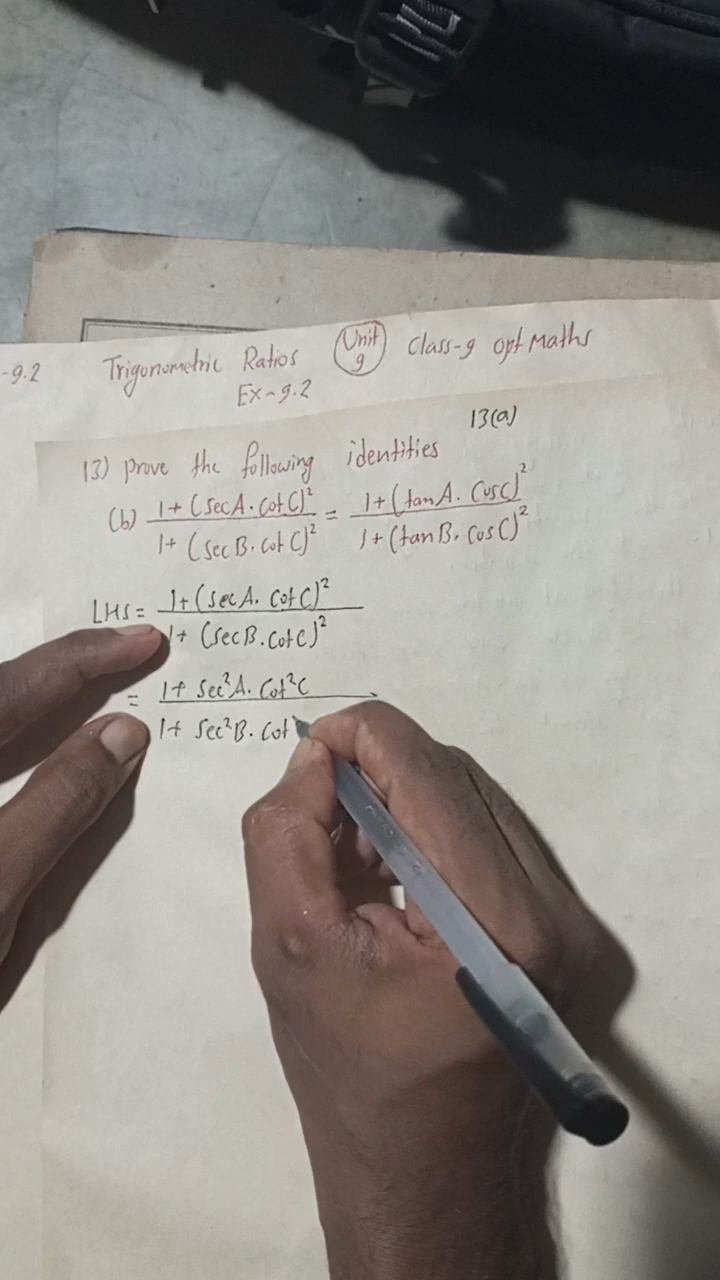 -9.2 Trigonometric Ratios Unit 9 Class-9 opt Maths
Ex-9.2
13(a)
13) prove the following identities
(b) 1+(secA.cotC)² / 1+(secB.cotC)² = 1+(tanA.CosC)² / 1+(tanB.CosC)²
LHS = 1+(secA.CotC)² / 1+(secB.cotC)²
= 1+ Sec²A.Cot²C / 1+ Sec²B.Cot